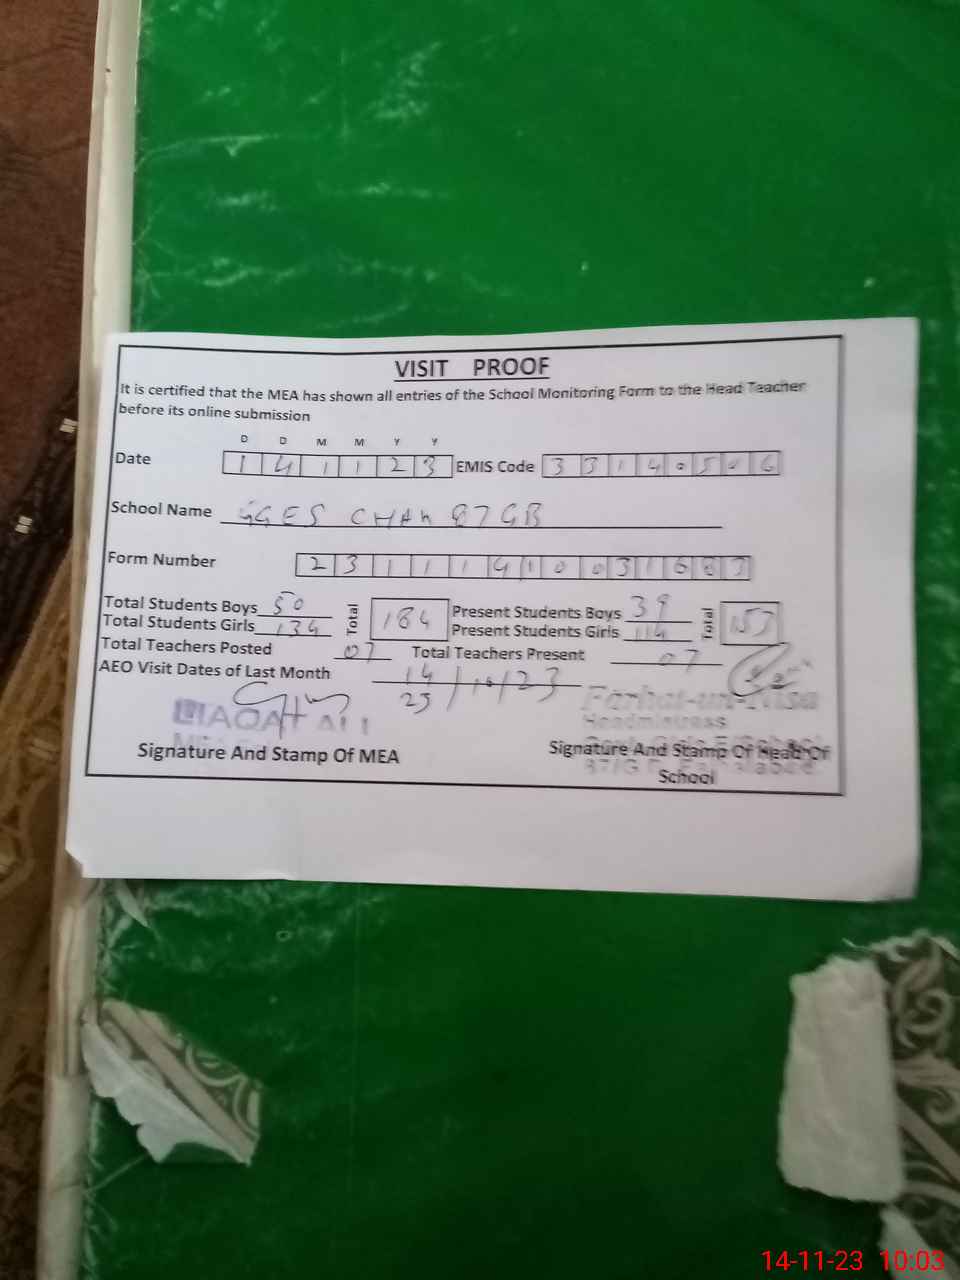 VISIT PROOF
It is certified that the MEA has shown all entries of the School Monitoring Form to the Head Teacher
before its online submission
D D M M Y Y
Date 1 4 1 1 2 3 EMIS Code 3 3 1 4 0 5 0 6
School Name GGES CHAK 87 GB
Form Number 2 3 1 1 1 4 1 0 0 3 1 6 8 3
Total Students Boys 50 Total 184 Present Students Boys 39 Total 153
Total Students Girls 134 Present Students Girls 114
Total Teachers Posted 07 Total Teachers Present 07
AEO Visit Dates of Last Month 14/10/23
25
LIAQAT ALI Farhat-un-Nisa
Headmistress
Signature And Stamp Of MEA Signature And Stamp Of Head Of
School
14-11-23 10:03